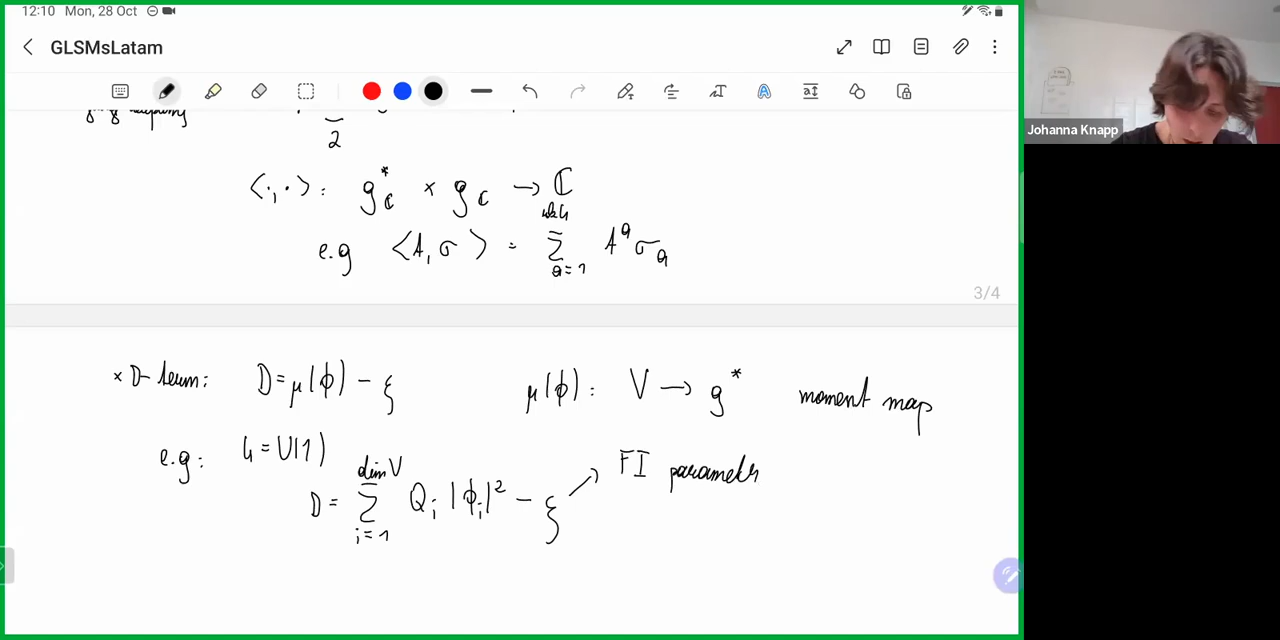 12:10 Mon, 28 Oct
GLSMsLatam
Johanna Knapp
2
⟨·,·⟩ : g*_C × g_C → ℂ
e.g ⟨A, σ⟩ = Σ_{a=1} A^a σ_a
3/4
× D-term: D = μ(φ) - ξ μ(φ): V → g* moment map
e.g: G = U(1)
D = Σ_{i=1}^{dim V} Q_i |φ_i|² - ξ → FI parameter